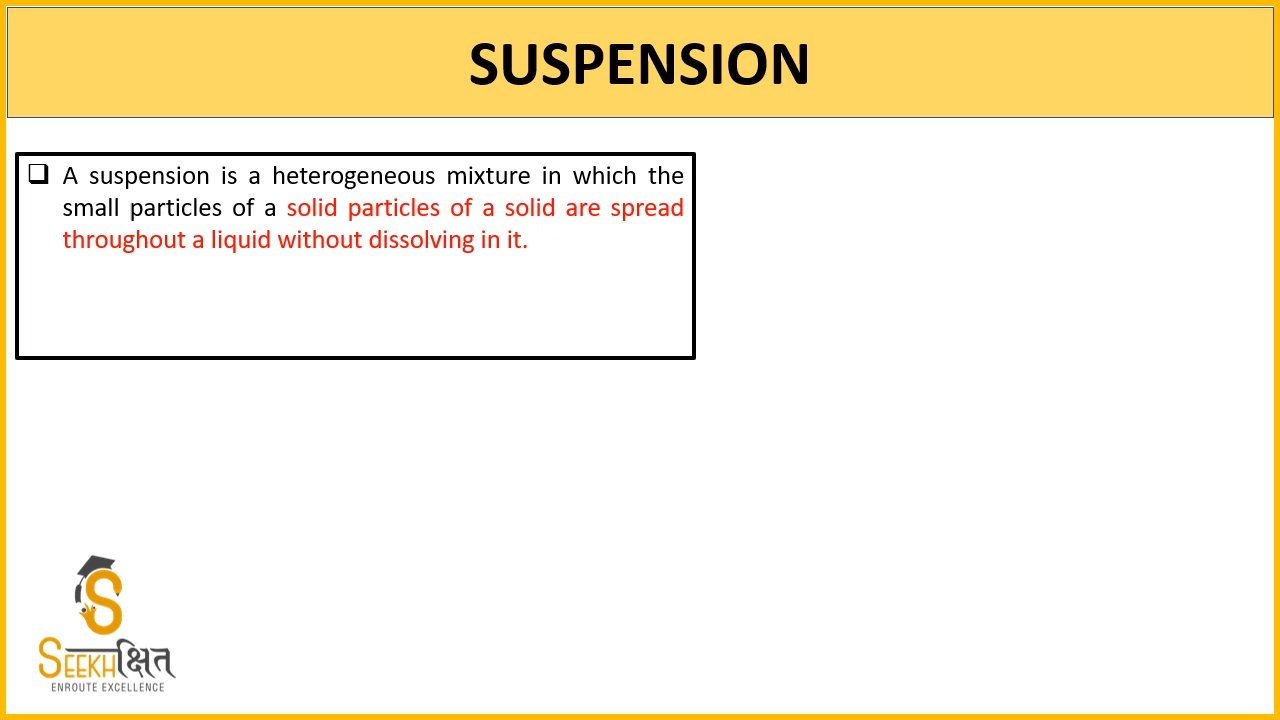 SUSPENSION
❑ A suspension is a heterogeneous mixture in which the
small particles of a solid particles of a solid are spread
throughout a liquid without dissolving in it.
S
SEEKHक्षित
ENROUTE EXCELLENCE